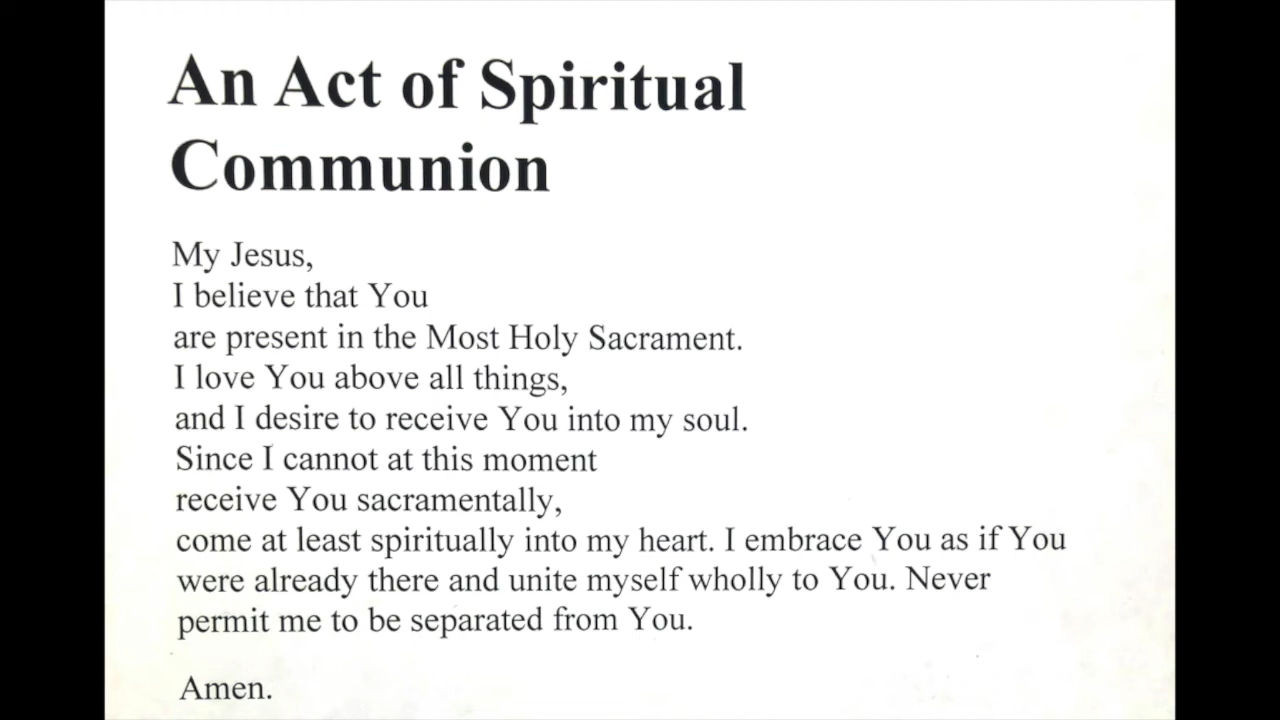 An Act of Spiritual
Communion
My Jesus,
I believe that You
are present in the Most Holy Sacrament.
I love You above all things,
and I desire to receive You into my soul.
Since I cannot at this moment
receive You sacramentally,
come at least spiritually into my heart. I embrace You as if You
were already there and unite myself wholly to You. Never
permit me to be separated from You.
Amen.